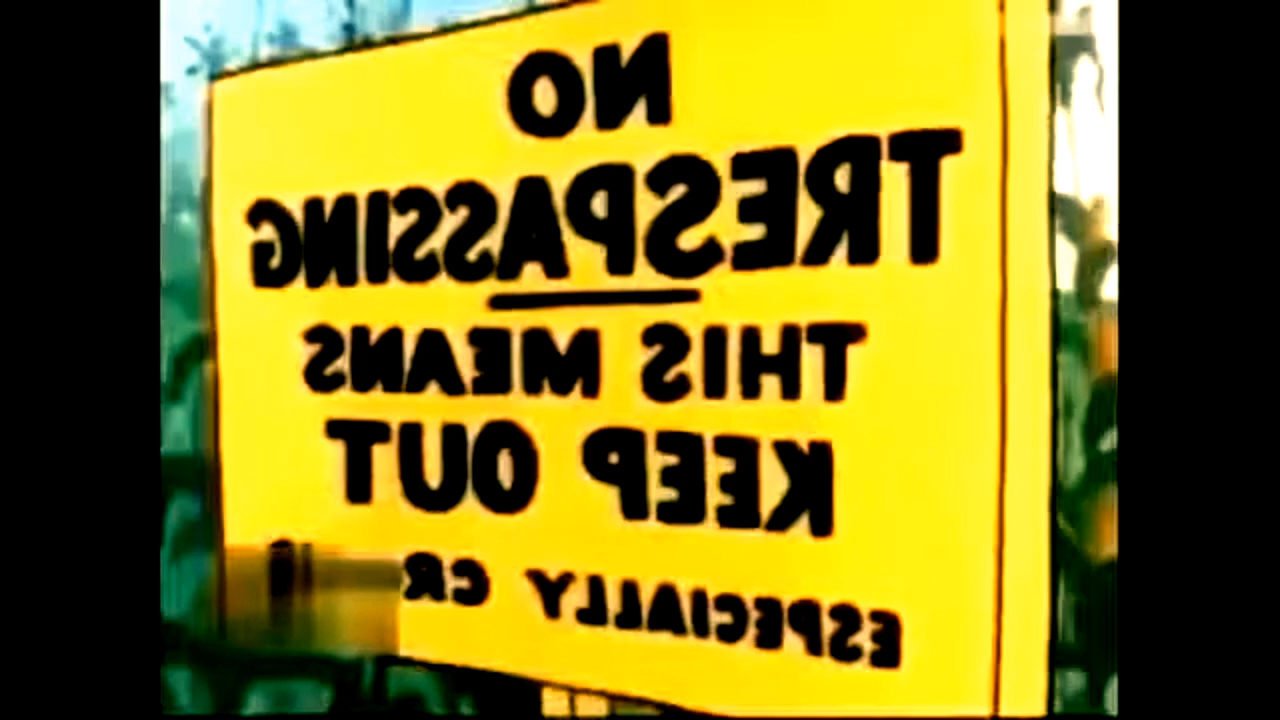 NO
TRESPASSING
THIS MEANS
KEEP OUT
ESPECIALLY